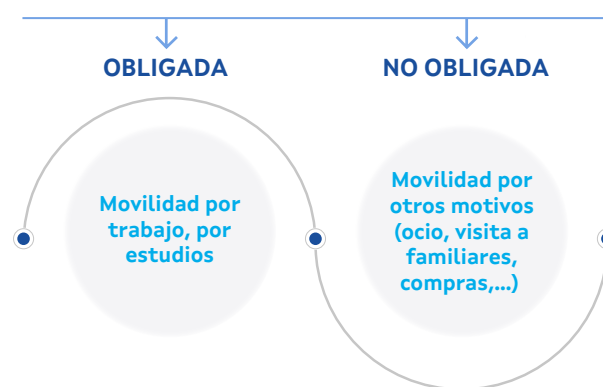 OBLIGADA
NO OBLIGADA
Movilidad por
trabajo, por
estudios
Movilidad por
otros motivos
(ocio, visita a
familiares,
compras,...)